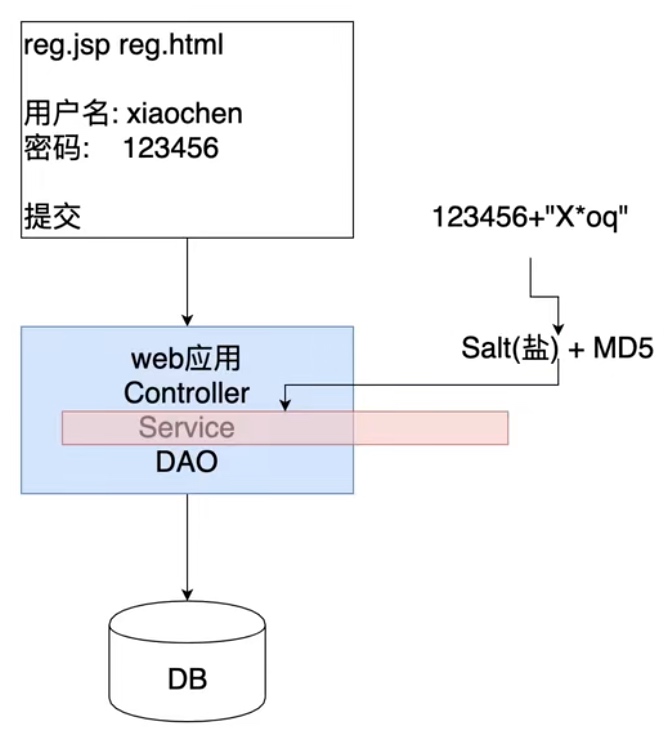 reg.jsp reg.html
用户名: xiaochen
密码: 123456
提交
123456+"X*oq"
Salt(盐) + MD5
web应用
Controller
Service
DAO
DB